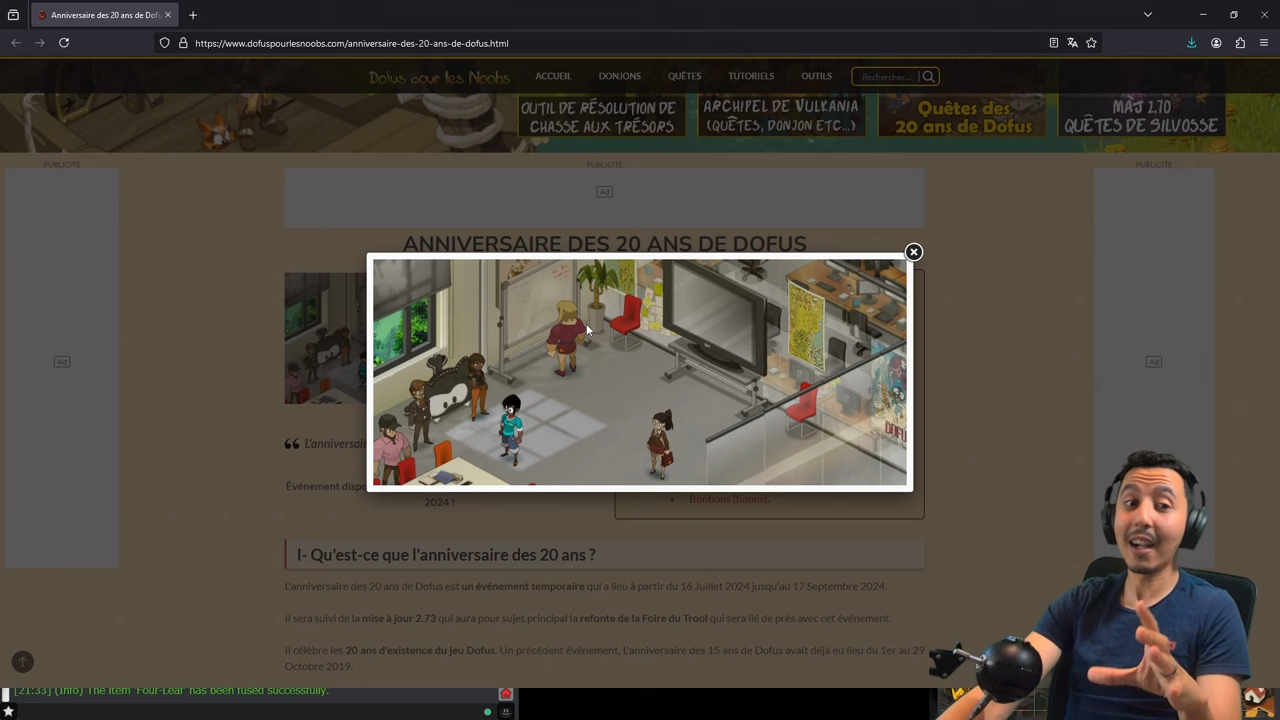 Anniversaire des 20 ans de Dof
https://www.dofuspourlesnoobs.com/anniversaire-des-20-ans-de-dofus.html
Dofus pour les Noobs
ACCUEIL
DONJONS
QUÊTES
TUTORIELS
OUTILS
Rechercher...
OUTIL DE RÉSOLUTION DE
CHASSE AUX TRÉSORS
ARCHIPEL DE VULKANIA
(QUÊTES, DONJON ETC...)
Quêtes des
20 ans de Dofus
MAJ 2.70
QUÊTES DE SILVOSSE
PUBLICITE
PUBLICITE
PUBLICITE
Ad
Ad
Ad
ANNIVERSAIRE DES 20 ANS DE DOFUS
DOFU
L'anniversair
Événement disp
2024 !
Bonbons (bonus).
I- Qu'est-ce que l'anniversaire des 20 ans ?
L'anniversaire des 20 ans de Dofus est un événement temporaire qui a lieu à partir du 16 Juillet 2024 jusqu'au 17 Septembre 2024.
Il sera suivi de la mise à jour 2.73 qui aura pour sujet principal la refonte de la Foire du Trool qui sera lié de près avec cet événement.
Il célèbre les 20 ans d'existence du jeu Dofus. Un précédent événement, L'anniversaire des 15 ans de Dofus avait déjà eu lieu du 1er au 29
Octobre 2019.
[21:33] (Info) The item 'Four-Leaf' has been fused successfully.